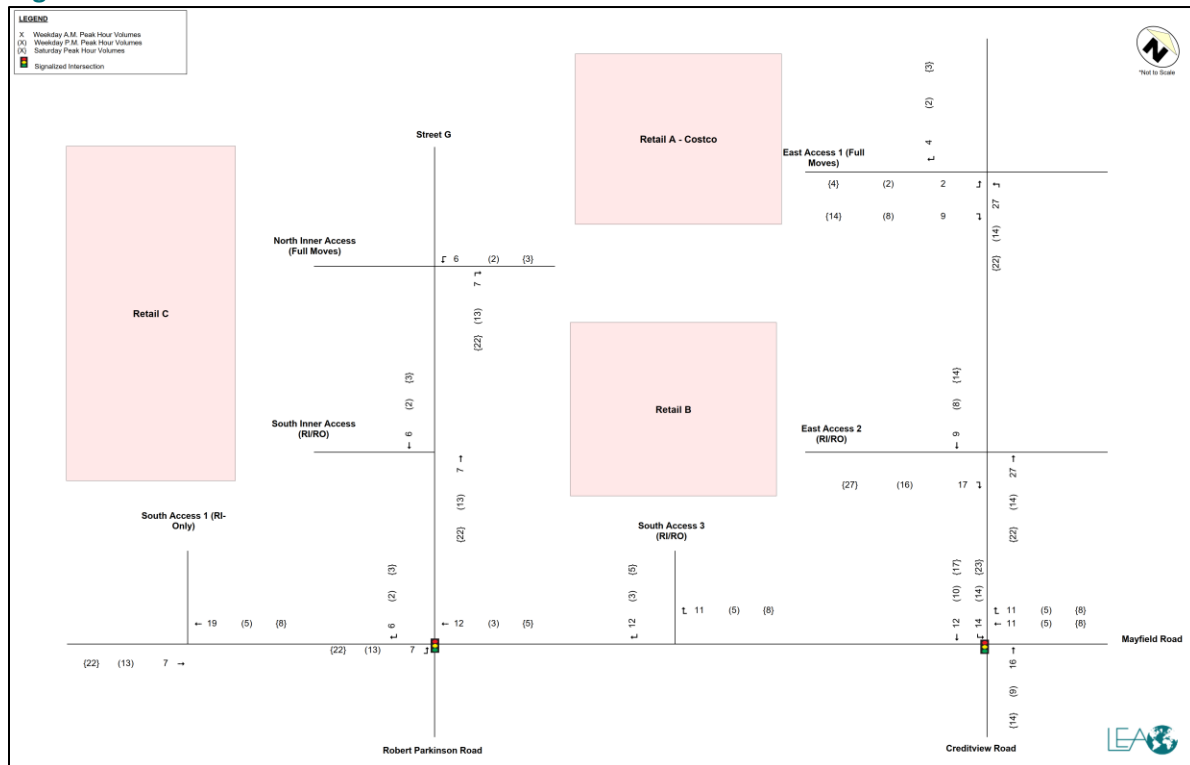 LEGEND
X Weekday A.M. Peak Hour Volumes
(X) Weekday P.M. Peak Hour Volumes
{X} Saturday Peak Hour Volumes
Signalized Intersection
N
*Not to Scale
Street G
Retail A - Costco
{3}
(2)
4
East Access 1 (Full
Moves)
{4} (2) 2
{14} (8) 9
27
(14)
{22}
North Inner Access
(Full Moves)
6 (2) {3}
7
(13)
{22}
Retail C
Retail B
{3}
(2)
6
South Inner Access
(RI/RO)
7
(13)
{22}
{14}
(8)
9
East Access 2
(RI/RO)
{27} (16) 17
27
(14)
{22}
South Access 1 (RI-
Only)
19 (5) {8}
{22} (13) 7
{3}
(2)
6
12 (3) {5}
{22} (13) 7
South Access 3
(RI/RO)
{5}
(3)
12
11 (5) {8}
{17} {23}
(10) (14)
12 14
11 (5) {8}
11 (5) {8}
Mayfield Road
16
(9)
{14}
Robert Parkinson Road
Creditview Road
LEA